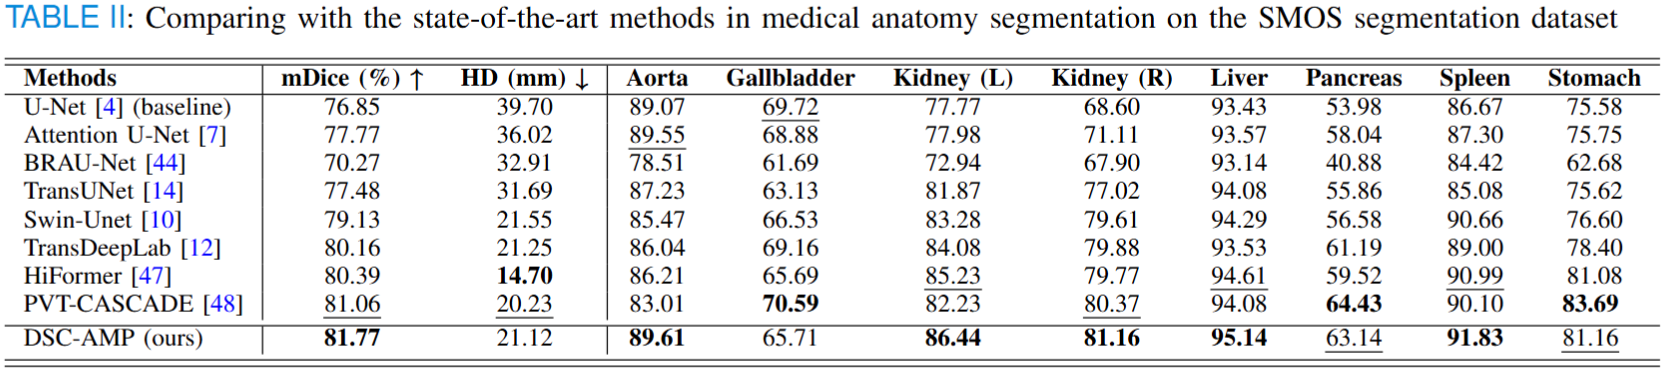 TABLE II: Comparing with the state-of-the-art methods in medical anatomy segmentation on the SMOS segmentation dataset
Methods mDice (%) ↑ HD (mm) ↓ Aorta Gallbladder Kidney (L) Kidney (R) Liver Pancreas Spleen Stomach
U-Net [4] (baseline) 76.85 39.70 89.07 69.72 77.77 68.60 93.43 53.98 86.67 75.58
Attention U-Net [7] 77.77 36.02 89.55 68.88 77.98 71.11 93.57 58.04 87.30 75.75
BRAU-Net [44] 70.27 32.91 78.51 61.69 72.94 67.90 93.14 40.88 84.42 62.68
TransUNet [14] 77.48 31.69 87.23 63.13 81.87 77.02 94.08 55.86 85.08 75.62
Swin-Unet [10] 79.13 21.55 85.47 66.53 83.28 79.61 94.29 56.58 90.66 76.60
TransDeepLab [12] 80.16 21.25 86.04 69.16 84.08 79.88 93.53 61.19 89.00 78.40
HiFormer [47] 80.39 14.70 86.21 65.69 85.23 79.77 94.61 59.52 90.99 81.08
PVT-CASCADE [48] 81.06 20.23 83.01 70.59 82.23 80.37 94.08 64.43 90.10 83.69
DSC-AMP (ours) 81.77 21.12 89.61 65.71 86.44 81.16 95.14 63.14 91.83 81.16